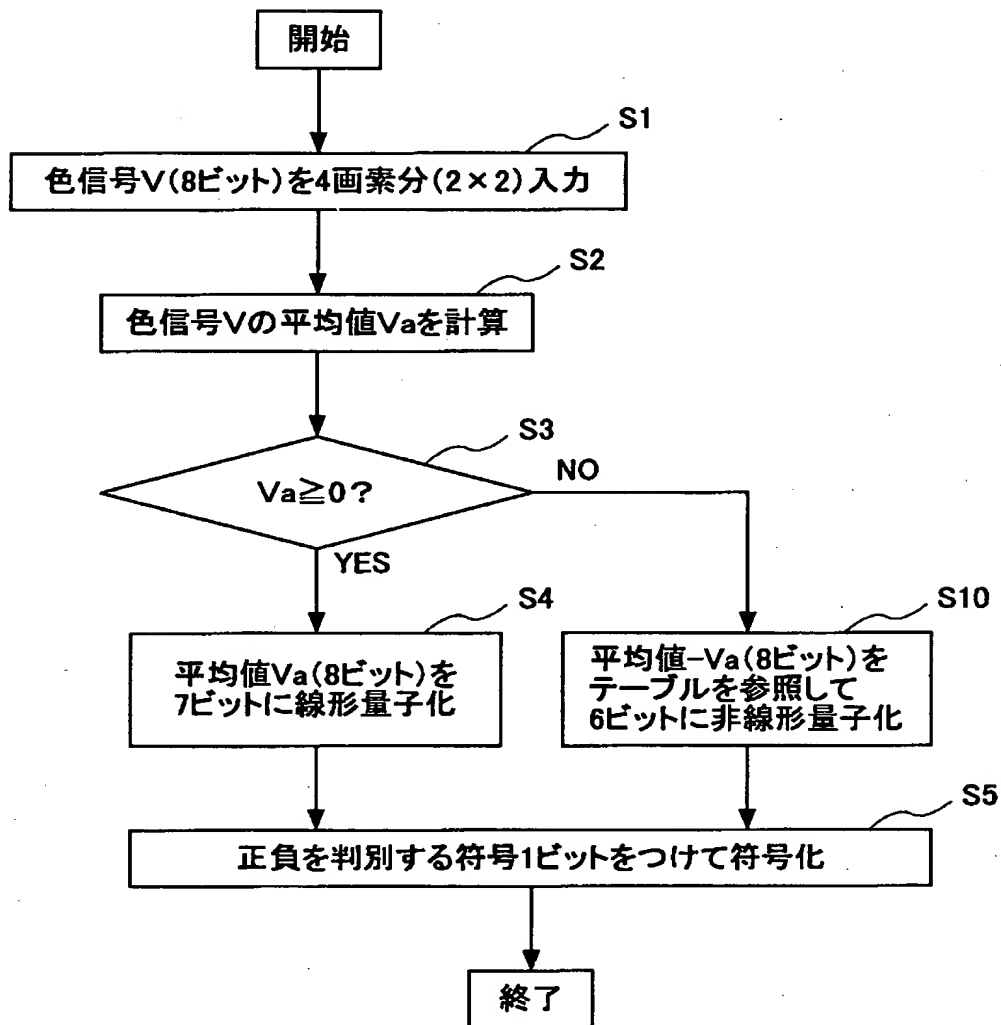 開始
S1
色信号V(8ビット)を4画素分(2×2)入力
S2
色信号Vの平均値Vaを計算
S3
Va≧0?
NO
YES
S4
平均値Va(8ビット)を
7ビットに線形量子化
S10
平均値-Va(8ビット)を
テーブルを参照して
6ビットに非線形量子化
S5
正負を判別する符号1ビットをつけて符号化
終了